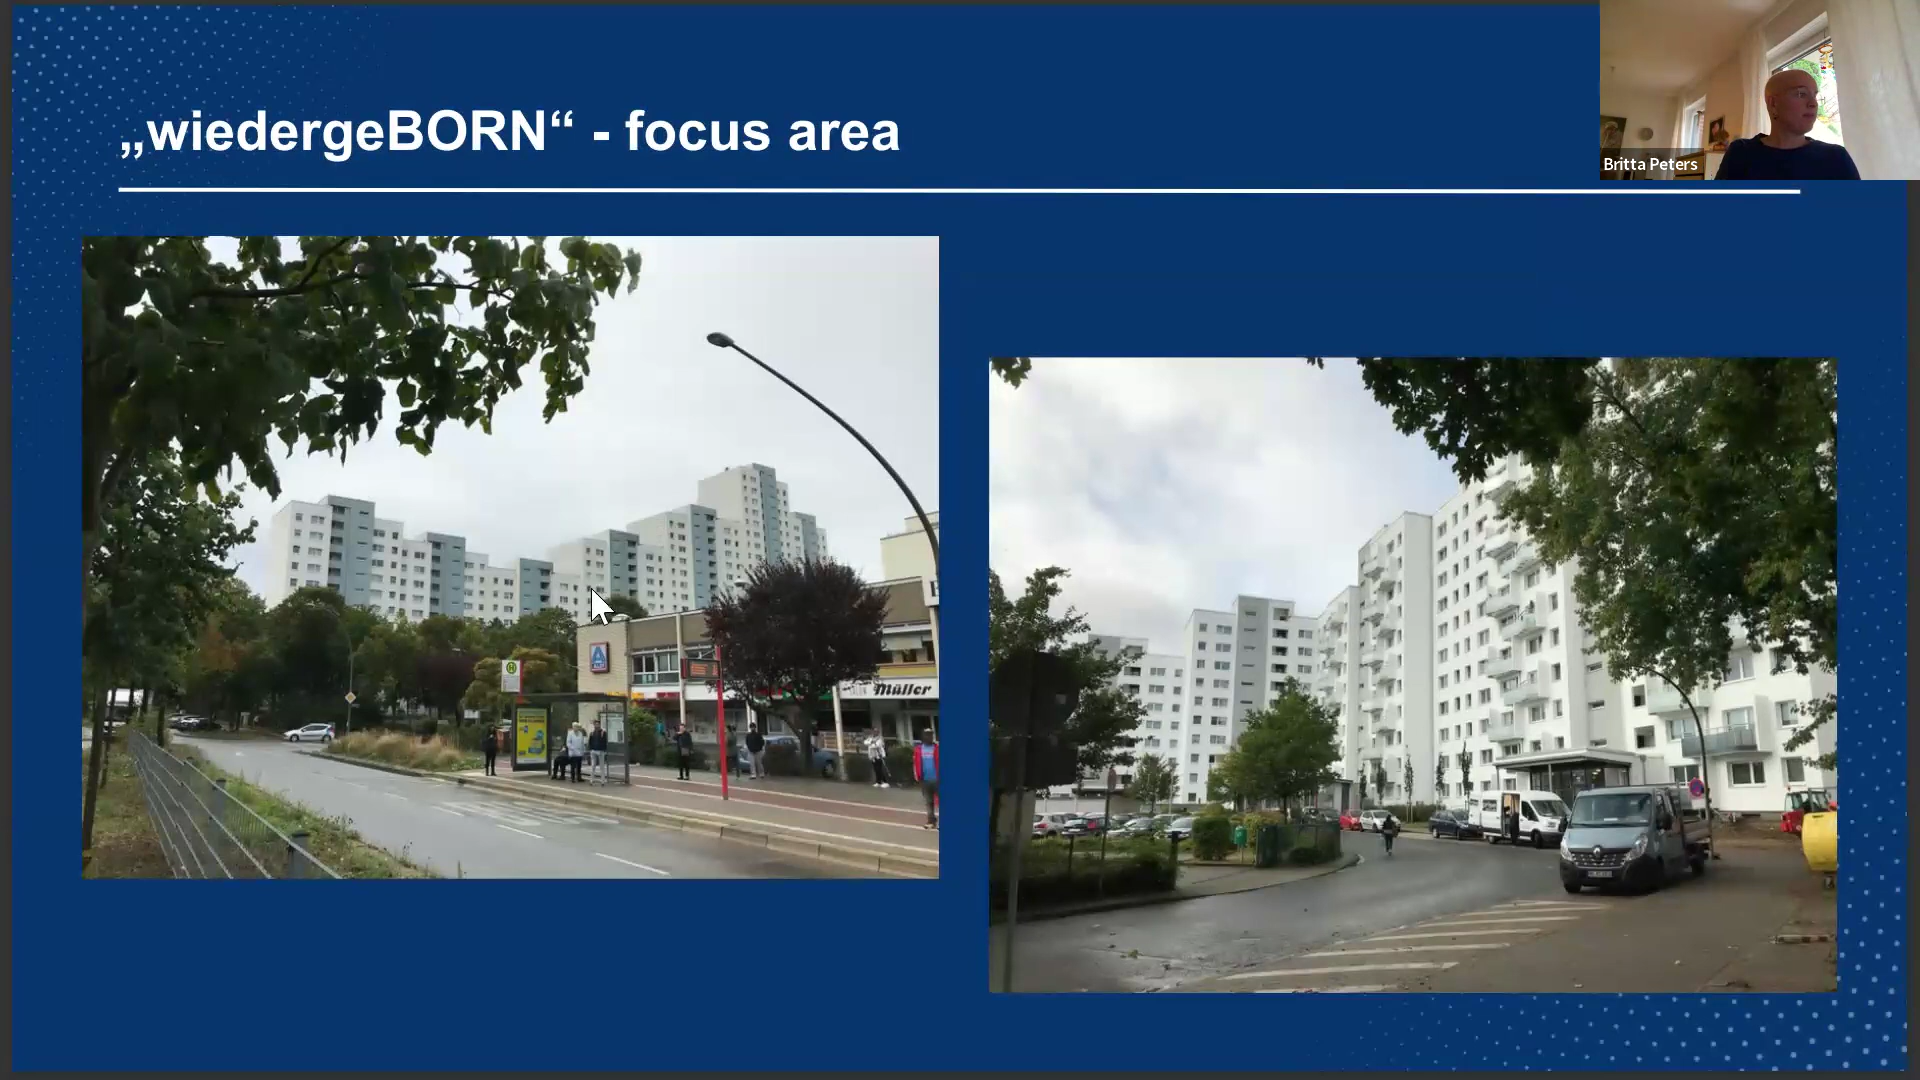 „wiedergeBORN“ - focus area
Britta Peters
H
A
Müller